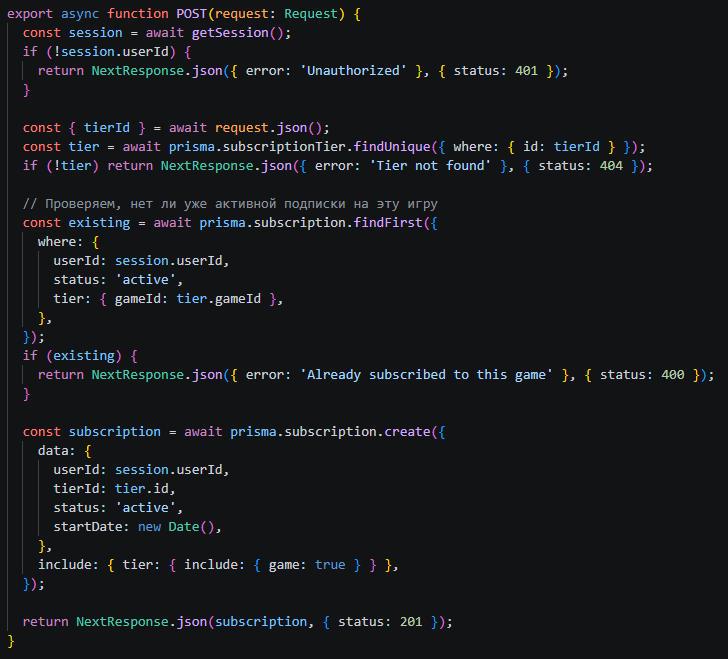 export async function POST(request: Request) {
  const session = await getSession();
  if (!session.userId) {
    return NextResponse.json({ error: 'Unauthorized' }, { status: 401 });
  }

  const { tierId } = await request.json();
  const tier = await prisma.subscriptionTier.findUnique({ where: { id: tierId } });
  if (!tier) return NextResponse.json({ error: 'Tier not found' }, { status: 404 });

  // Проверяем, нет ли уже активной подписки на эту игру
  const existing = await prisma.subscription.findFirst({
    where: {
      userId: session.userId,
      status: 'active',
      tier: { gameId: tier.gameId },
    },
  });
  if (existing) {
    return NextResponse.json({ error: 'Already subscribed to this game' }, { status: 400 });
  }

  const subscription = await prisma.subscription.create({
    data: {
      userId: session.userId,
      tierId: tier.id,
      status: 'active',
      startDate: new Date(),
    },
    include: { tier: { include: { game: true } } },
  });

  return NextResponse.json(subscription, { status: 201 });
}